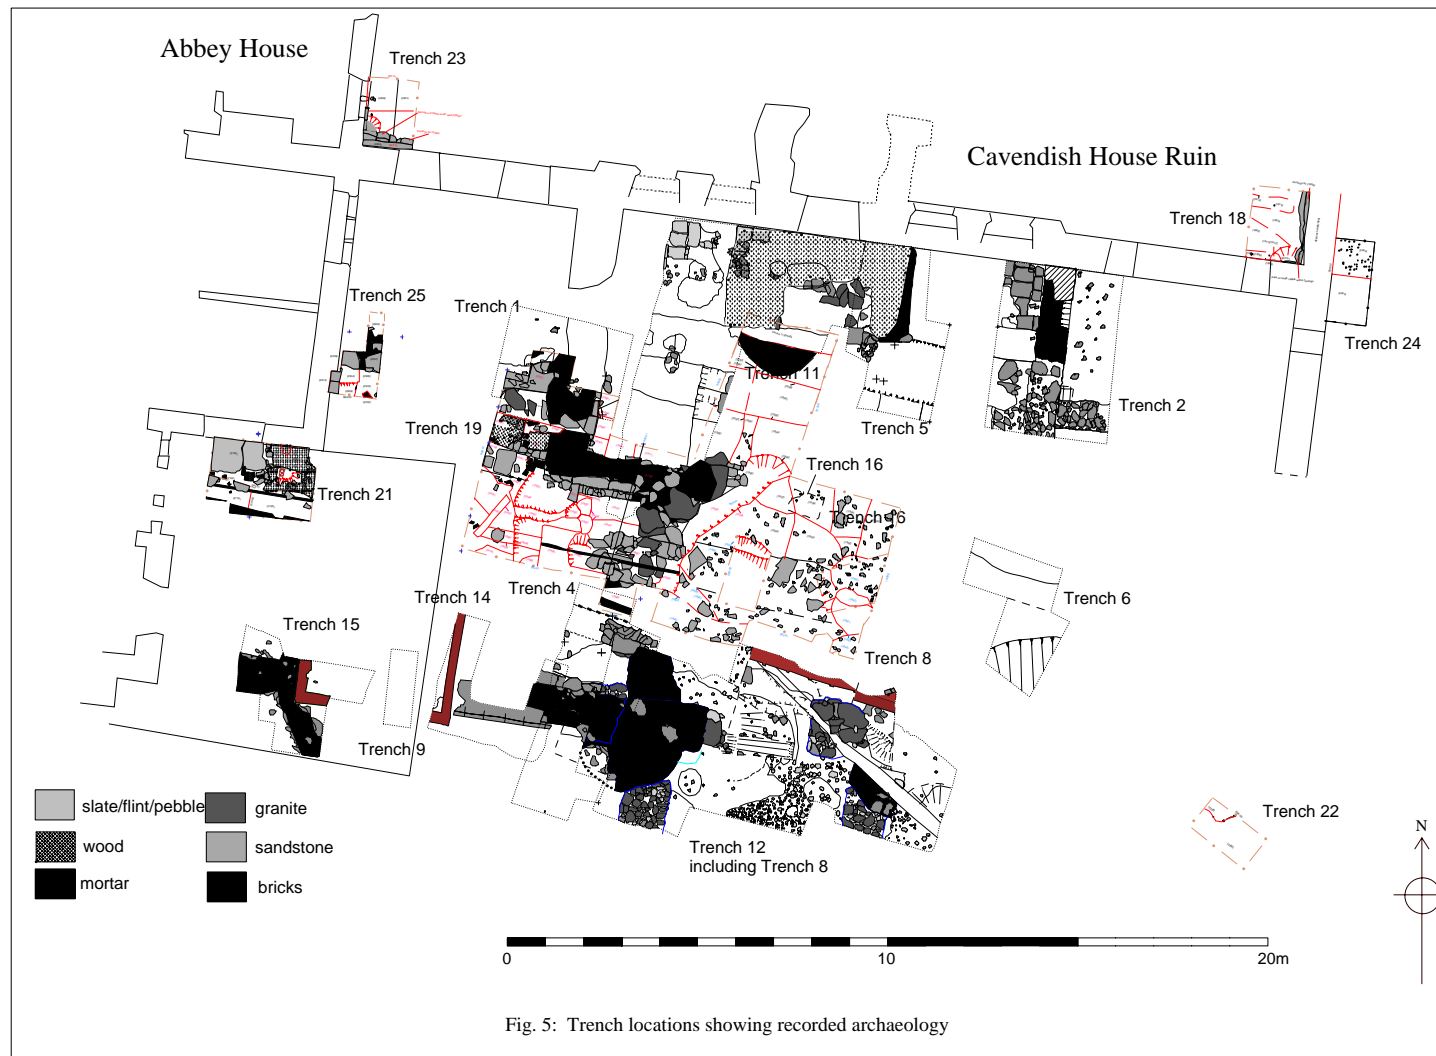 Abbey House
Trench 23
Cavendish House Ruin
Trench 18
Trench 25
Trench 1
Trench 24
Trench 11
Trench 2
Trench 5
Trench 19
Trench 16
Trench 21
Trench 16
Trench 4
Trench 14
Trench 6
Trench 15
Trench 8
Trench 9
slate/flint/pebble
granite
wood
sandstone
mortar
bricks
Trench 12
including Trench 8
Trench 22
N
0
10
20m
Fig. 5: Trench locations showing recorded archaeology